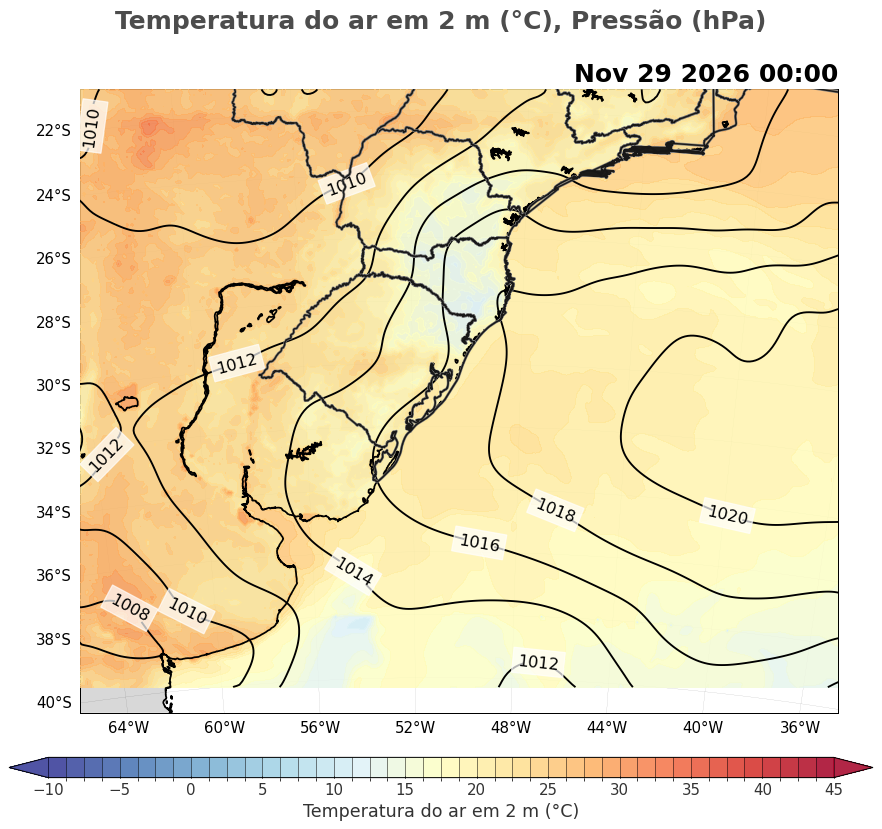 Temperatura do ar em 2 m (°C), Pressão (hPa)
Nov 29 2026 00:00
1010
22°S
1010
24°S
26°S
28°S
1012
30°S
1012
32°S
1018
1020
34°S
1016
1014
36°S
1008
1010
38°S
1012
40°S
64°W 60°W 56°W 52°W 48°W 44°W 40°W 36°W
−10 −5 0 5 10 15 20 25 30 35 40 45
Temperatura do ar em 2 m (°C)